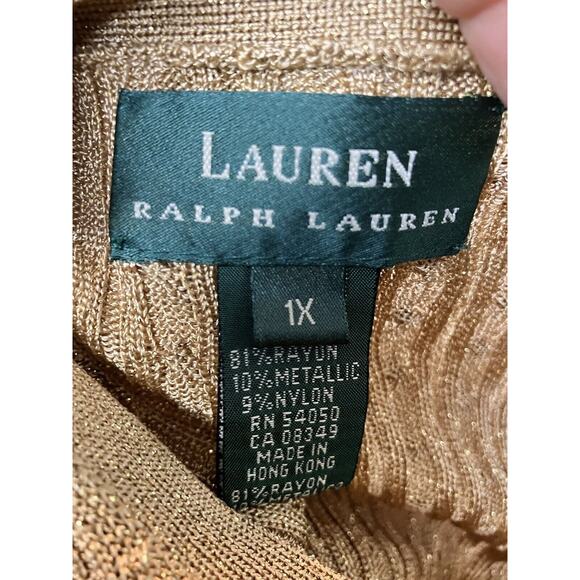 LAUREN
RALPH LAUREN
1X
81% RAYON
10% METALLIC
9% NYLON
RN 54050
CA 08349
MADE IN
HONG KONG
81% RAYON